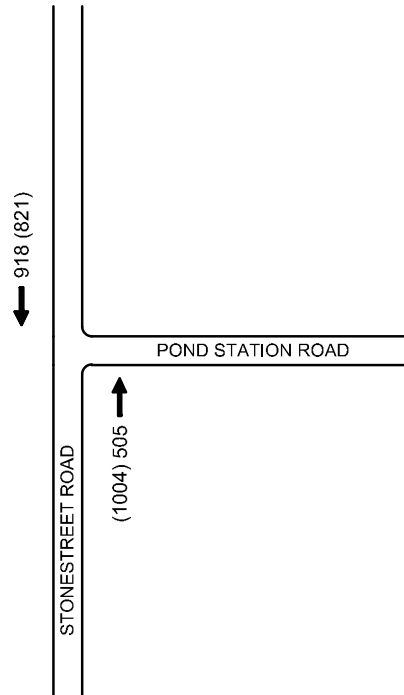 918 (821)
POND STATION ROAD
(1004) 505
STONESTREET ROAD